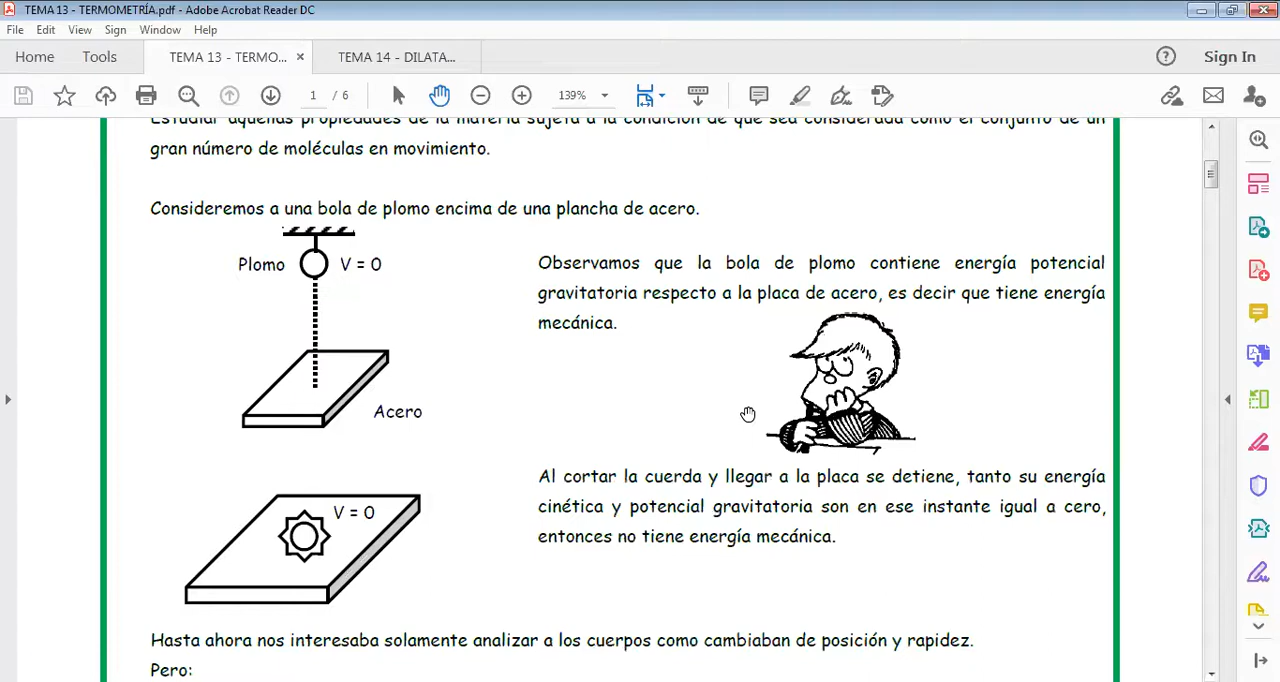 TEMA 13 - TERMOMETRÍA.pdf - Adobe Acrobat Reader DC
File Edit View Sign Window Help
Home Tools TEMA 13 - TERMO... × TEMA 14 - DILATA... Sign In
1 / 6 139%
Estudiar aquellas propiedades de la materia sujeta a la condición de que sea considerada como el conjunto de un
gran número de moléculas en movimiento.
Consideremos a una bola de plomo encima de una plancha de acero.
Plomo V = 0
Acero
Observamos que la bola de plomo contiene energía potencial
gravitatoria respecto a la placa de acero, es decir que tiene energía
mecánica.
V = 0
Al cortar la cuerda y llegar a la placa se detiene, tanto su energía
cinética y potencial gravitatoria son en ese instante igual a cero,
entonces no tiene energía mecánica.
Hasta ahora nos interesaba solamente analizar a los cuerpos como cambiaban de posición y rapidez.
Pero: